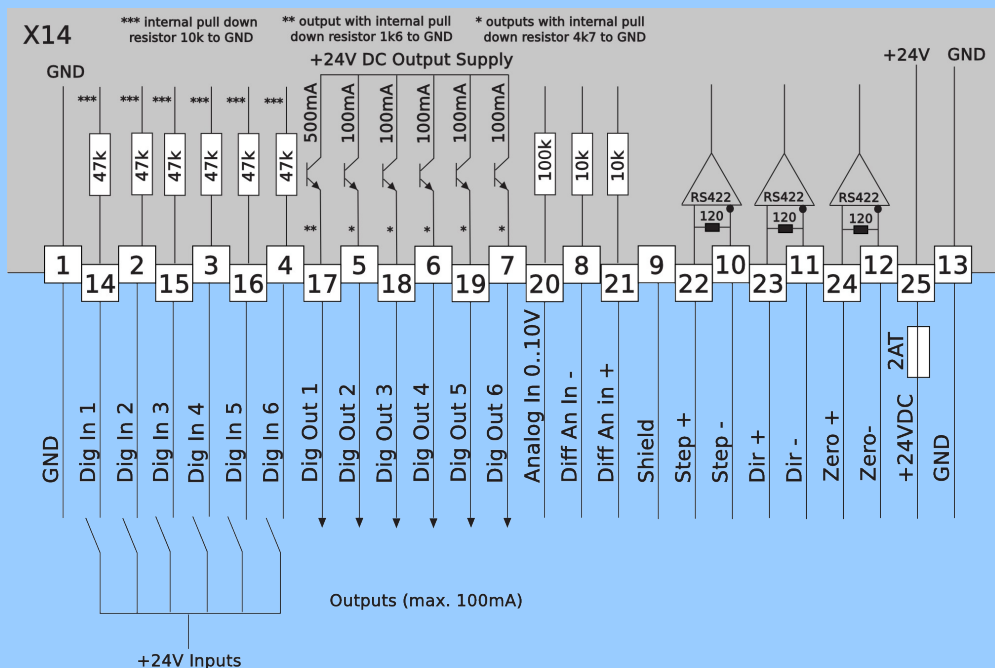 X14
*** internal pull down
resistor 10k to GND
** output with internal pull
down resistor 1k6 to GND
* outputs with internal pull
down resistor 4k7 to GND
+24V DC Output Supply
+24V
GND
GND
***
***
***
***
***
***
500mA
100mA
100mA
100mA
100mA
100mA
47k
47k
47k
47k
47k
47k
100k
10k
10k
RS422
RS422
RS422
120
120
120
**
*
*
*
*
*
1
2
3
4
5
6
7
8
9
10
11
12
13
14
15
16
17
18
19
20
21
22
23
24
25
2AT
GND
Dig In 1
Dig In 2
Dig In 3
Dig In 4
Dig In 5
Dig In 6
Dig Out 1
Dig Out 2
Dig Out 3
Dig Out 4
Dig Out 5
Dig Out 6
Analog In 0..10V
Diff An In -
Diff An in +
Shield
Step +
Step -
Dir +
Dir -
Zero +
Zero-
+24VDC
GND
Outputs (max. 100mA)
+24V Inputs